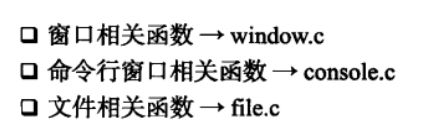 ❑ 窗口相关函数 → window.c
❑ 命令行窗口相关函数 → console.c
❑ 文件相关函数 → file.c